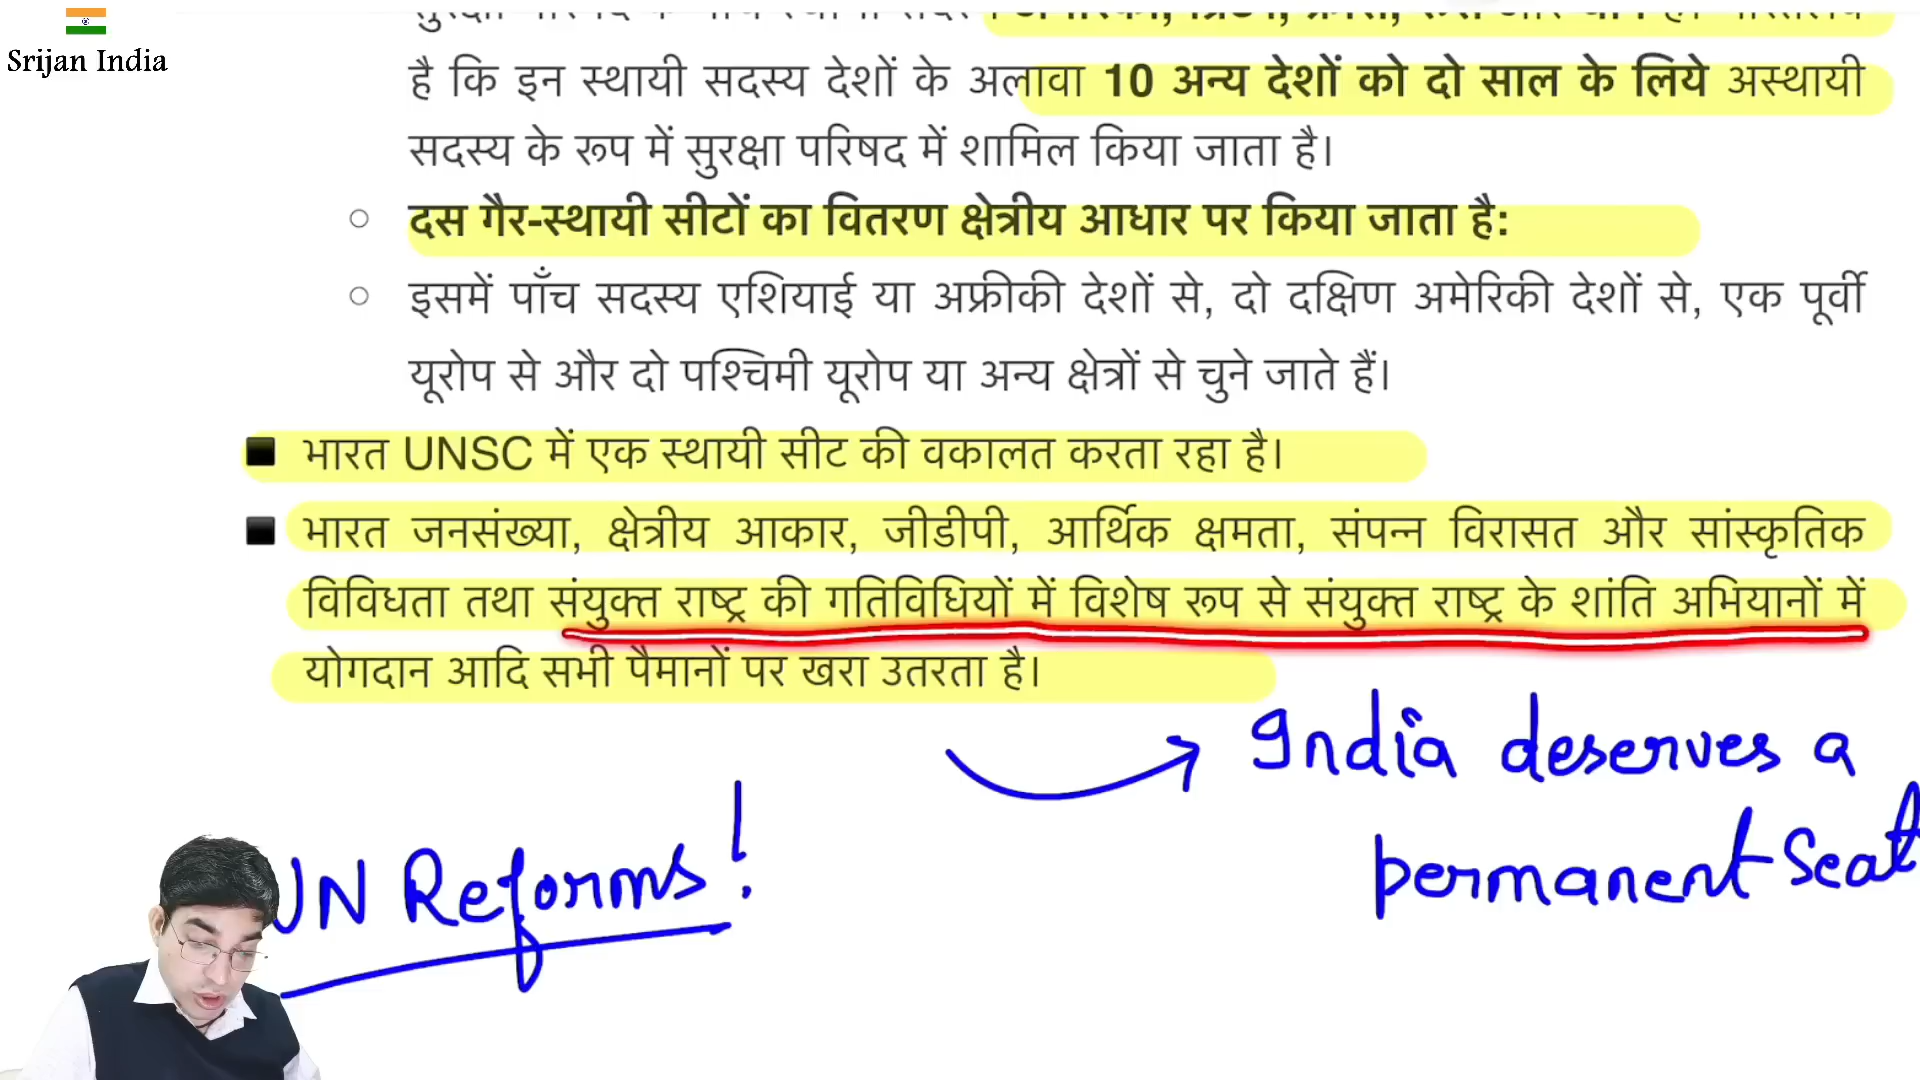 Srijan India
है कि इन स्थायी सदस्य देशों के अलावा 10 अन्य देशों को दो साल के लिये अस्थायी
सदस्य के रूप में सुरक्षा परिषद में शामिल किया जाता है।
दस गैर-स्थायी सीटों का वितरण क्षेत्रीय आधार पर किया जाता है:
इसमें पाँच सदस्य एशियाई या अफ्रीकी देशों से, दो दक्षिण अमेरिकी देशों से, एक पूर्वी
यूरोप से और दो पश्चिमी यूरोप या अन्य क्षेत्रों से चुने जाते हैं।
भारत UNSC में एक स्थायी सीट की वकालत करता रहा है।
भारत जनसंख्या, क्षेत्रीय आकार, जीडीपी, आर्थिक क्षमता, संपन्न विरासत और सांस्कृतिक
विविधता तथा संयुक्त राष्ट्र की गतिविधियों में विशेष रूप से संयुक्त राष्ट्र के शांति अभियानों में
योगदान आदि सभी पैमानों पर खरा उतरता है।
India deserves a
permanent Seat
UN Reforms!